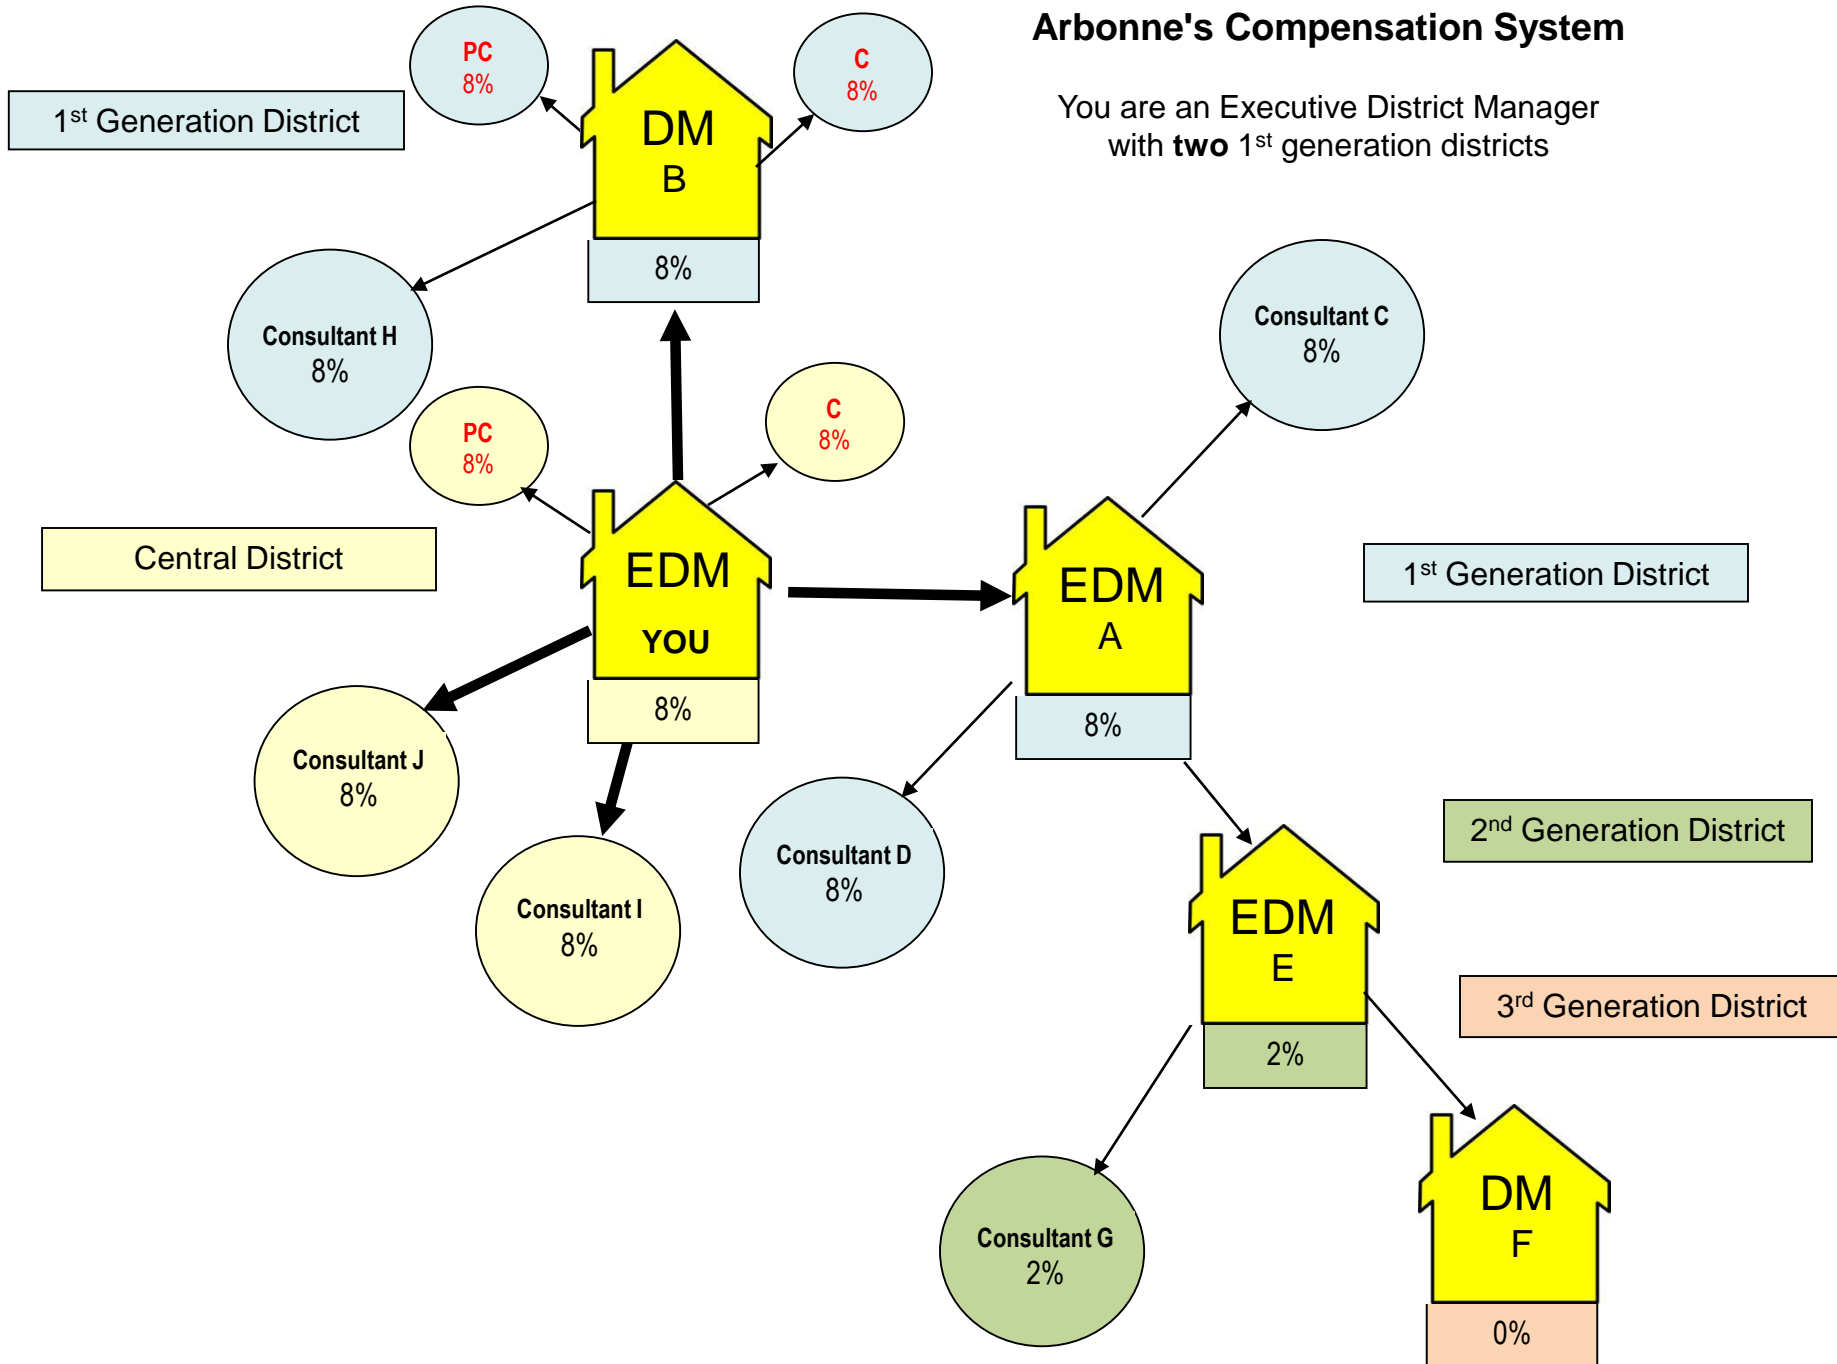 Arbonne's Compensation System
You are an Executive District Manager
with two 1st generation districts
1st Generation District
PC
8%
C
8%
DM
B
8%
Consultant H
8%
Consultant C
8%
PC
8%
C
8%
Central District
EDM
YOU
8%
EDM
A
8%
1st Generation District
Consultant J
8%
Consultant I
8%
Consultant D
8%
2nd Generation District
EDM
E
2%
3rd Generation District
Consultant G
2%
DM
F
0%